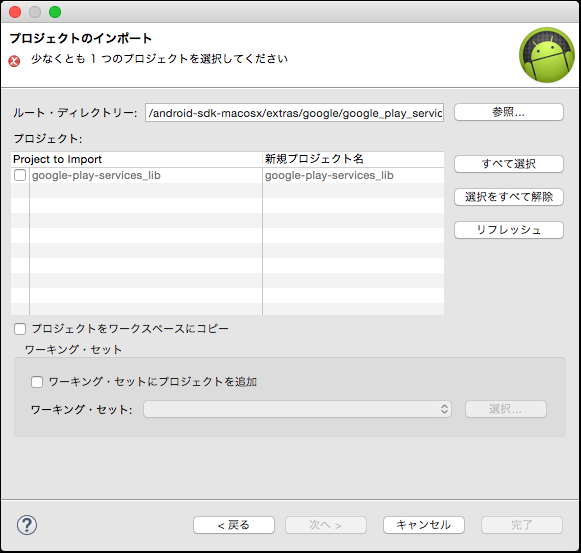 プロジェクトのインポート
少なくとも 1 つのプロジェクトを選択してください
ルート・ディレクトリー: /android-sdk-macosx/extras/google/google_play_servic 参照...
プロジェクト:
Project to Import 新規プロジェクト名 すべて選択
google-play-services_lib google-play-services_lib
選択をすべて解除
リフレッシュ
プロジェクトをワークスペースにコピー
ワーキング・セット
ワーキング・セットにプロジェクトを追加
ワーキング・セット: 選択...
? < 戻る 次へ > キャンセル 完了